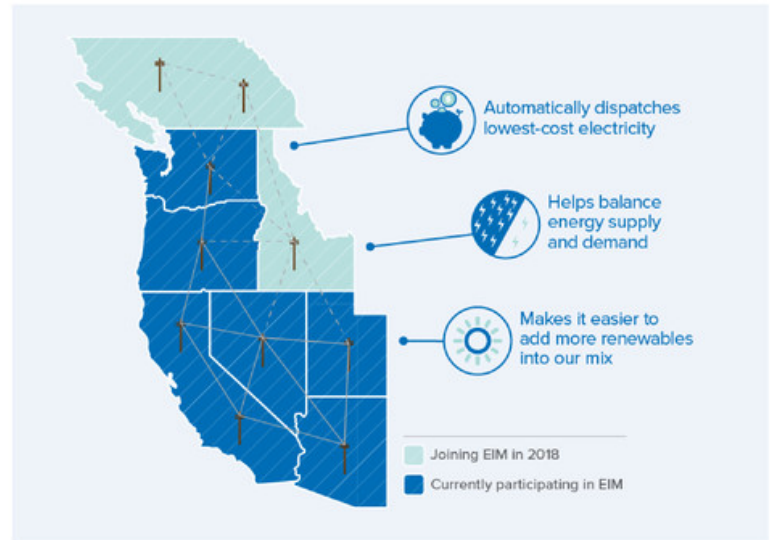 Automatically dispatches
lowest-cost electricity
Helps balance
energy supply
and demand
Makes it easier to
add more renewables
into our mix
Joining EIM in 2018
Currently participating in EIM